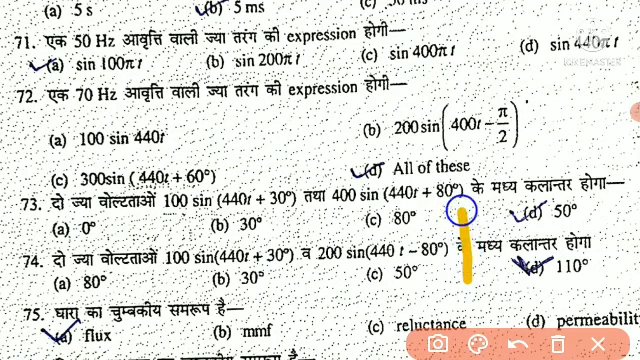 (a) 5 s (b) 5 ms
71. एक 50 Hz आवृत्ति वाली ज्या तरंग की expression होगी—
(a) sin 100π t (b) sin 200π t (c) sin 400π t (d) sin 440π t
72. एक 70 Hz आवृत्ति वाली ज्या तरंग की expression होगी—
(a) 100 sin 440t (b) 200 sin(400t − π/2)
(c) 300sin (440t + 60°) (d) All of these
73. दो ज्या वोल्टताओं 100 sin (440t + 30°) तथा 400 sin (440t + 80°) के मध्य कलान्तर होगा—
(a) 0° (b) 30° (c) 80° (d) 50°
74. दो ज्या वोल्टताओं 100 sin(440t + 30°) व 200 sin(440 t – 80°) के मध्य कलान्तर होगा
(a) 80° (b) 30° (c) 50° (d) 110°
75. धारा का चुम्बकीय समरूप है—
(a) flux (b) mmf (c) reluctance (d) permeabilit